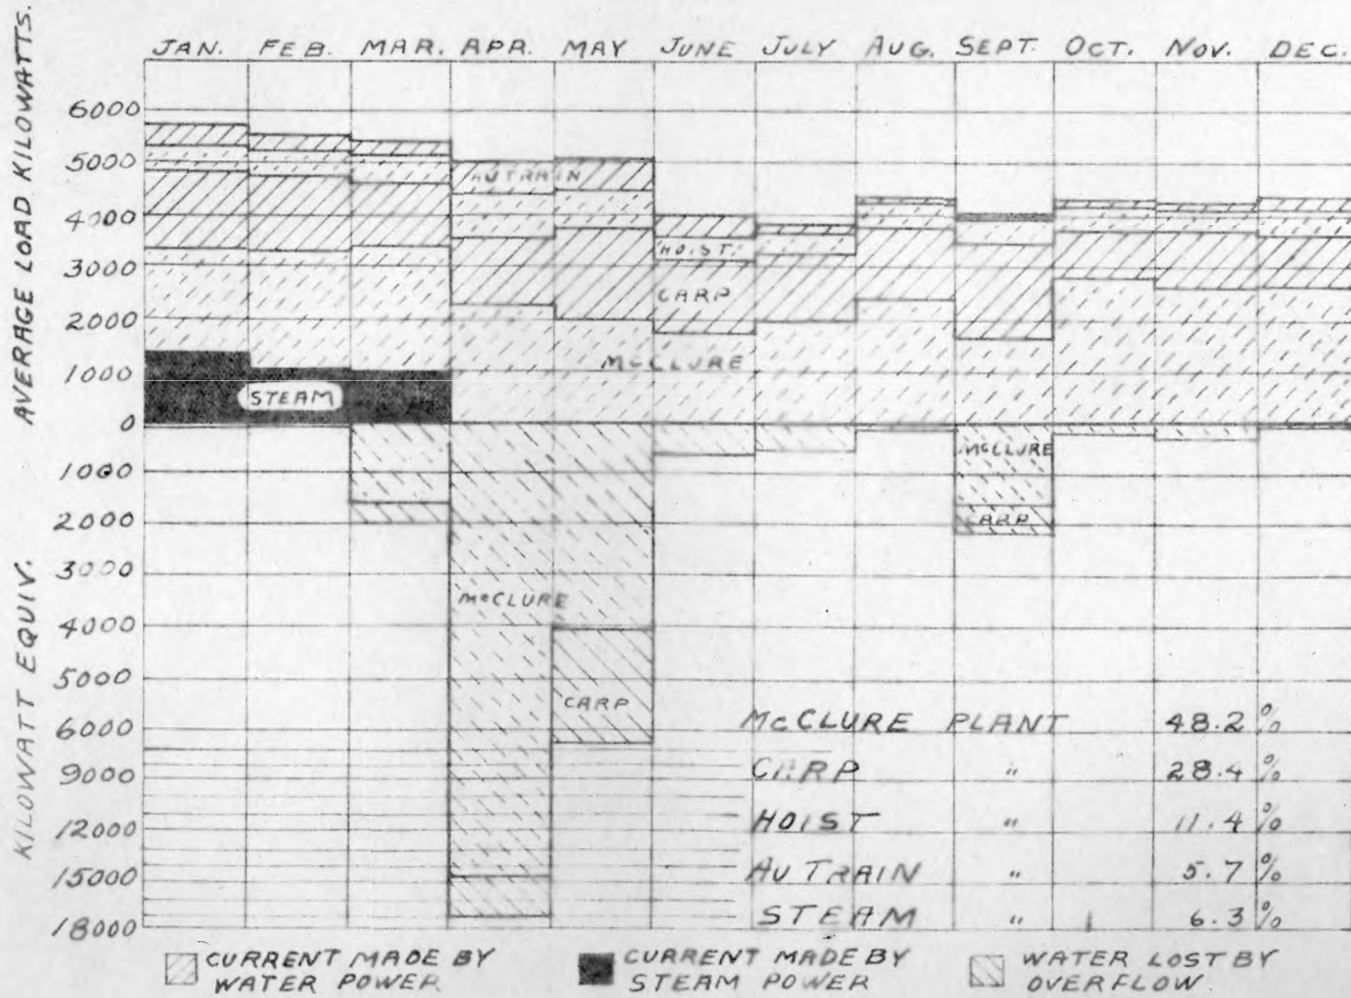 AVERAGE LOAD KILOWATTS.
JAN. FEB. MAR. APR. MAY JUNE JULY AUG. SEPT. OCT. NOV. DEC.
6000
5000
4000
3000
2000
1000
0
1000
2000
3000
4000
5000
6000
9000
12000
15000
18000
KILOWATT EQUIV.
AU TRAIN
HOIST.
CARP
McCLURE
STEAM
McCLURE
CARP
McCLURE
CARP
McCLURE PLANT 48.2 %
CARP " 28.4 %
HOIST " 11.4 %
AU TRAIN " 5.7 %
STEAM " 6.3 %
CURRENT MADE BY
WATER POWER
CURRENT MADE BY
STEAM POWER
WATER LOST BY
OVERFLOW